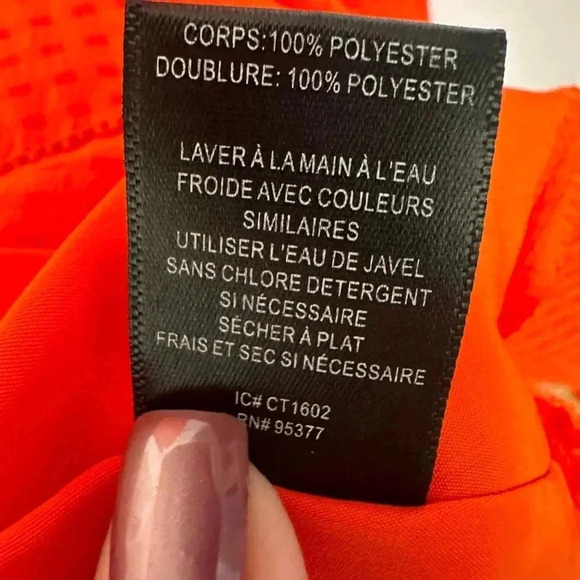 CORPS:100% POLYESTER
DOUBLURE: 100% POLYESTER
LAVER À LA MAIN À L'EAU
FROIDE AVEC COULEURS
SIMILAIRES
UTILISER L'EAU DE JAVEL
SANS CHLORE DETERGENT
SI NÉCESSAIRE
SÉCHER À PLAT
FRAIS ET SEC SI NÉCESSAIRE
IC# CT1602
RN# 95377